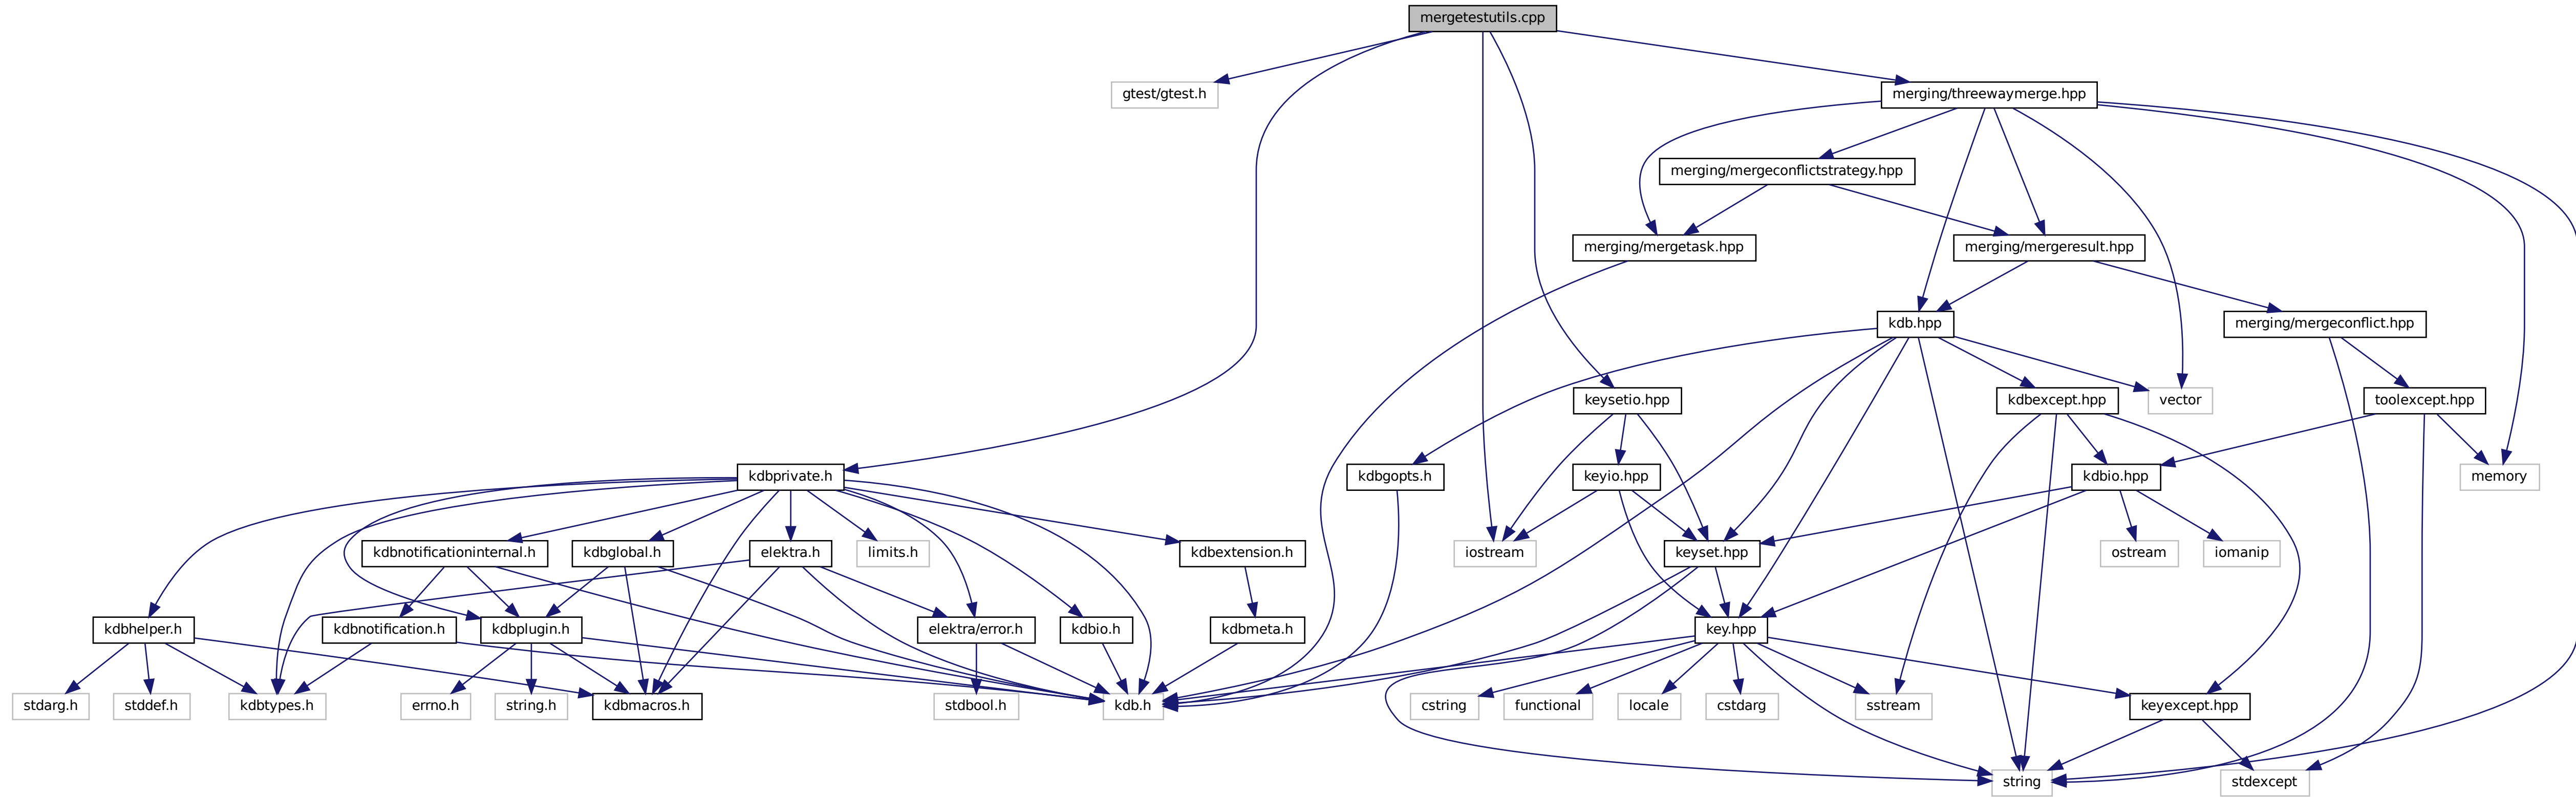 mergetestutils.cpp
gtest/gtest.h
merging/threewaymerge.hpp
merging/mergeconflictstrategy.hpp
merging/mergetask.hpp
merging/mergeresult.hpp
kdb.hpp
merging/mergeconflict.hpp
keysetio.hpp
kdbexcept.hpp
vector
toolexcept.hpp
kdbprivate.h
kdbgopts.h
keyio.hpp
kdbio.hpp
memory
kdbnotificationinternal.h
kdbglobal.h
elektra.h
limits.h
kdbextension.h
iostream
keyset.hpp
ostream
iomanip
kdbhelper.h
kdbnotification.h
kdbplugin.h
elektra/error.h
kdbio.h
kdbmeta.h
key.hpp
stdarg.h
stddef.h
kdbtypes.h
errno.h
string.h
kdbmacros.h
stdbool.h
kdb.h
cstring
functional
locale
cstdarg
sstream
keyexcept.hpp
string
stdexcept